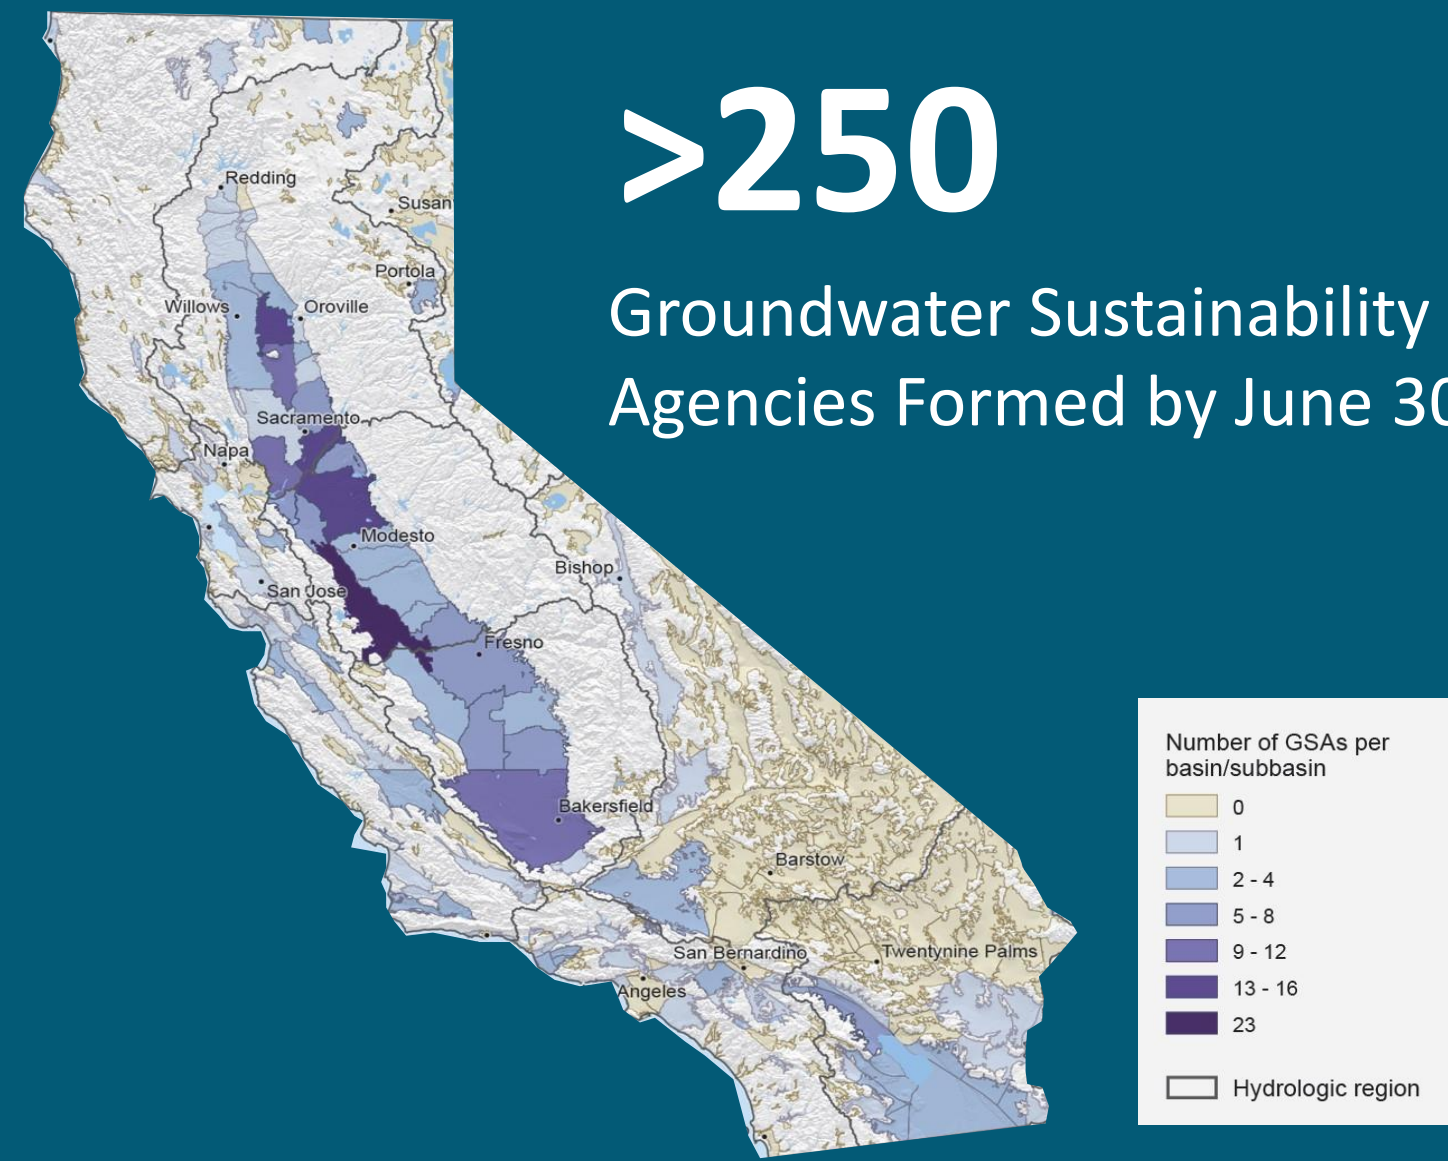 >250
Groundwater Sustainability
Agencies Formed by June 30
Redding
Susan
Portola
Willows
Oroville
Sacramento
Napa
Modesto
Bishop
San Jose
Fresno
Bakersfield
Barstow
San Bernardino
Twentynine Palms
Angeles
Number of GSAs per
basin/subbasin
0
1
2 - 4
5 - 8
9 - 12
13 - 16
23
Hydrologic region